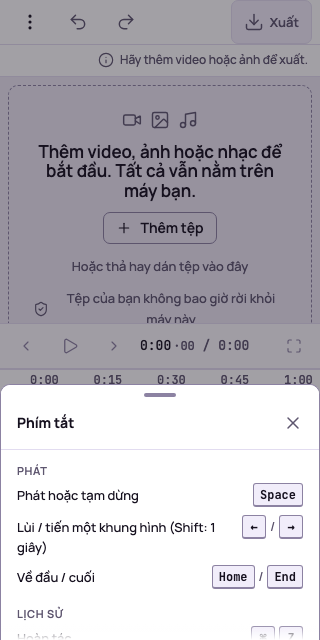 Xuất
Hãy thêm video hoặc ảnh để xuất.
Thêm video, ảnh hoặc nhạc để
bắt đầu. Tất cả vẫn nằm trên
máy bạn.
Thêm tệp
Hoặc thả hay dán tệp vào đây
Tệp của bạn không bao giờ rời khỏi
máy này
0:00·00 / 0:00
0:00 0:15 0:30 0:45 1:00
Phím tắt
PHÁT
Phát hoặc tạm dừng Space
Lùi / tiến một khung hình (Shift: 1 ← / →
giây)
Về đầu / cuối Home / End
LỊCH SỬ
Hoàn tác ⌘ Z